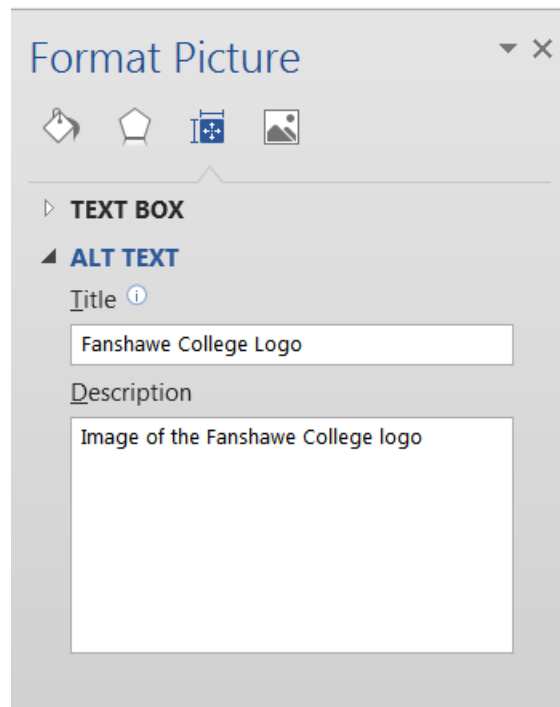 Format Picture
TEXT BOX
ALT TEXT
Title
Fanshawe College Logo
Description
Image of the Fanshawe College logo